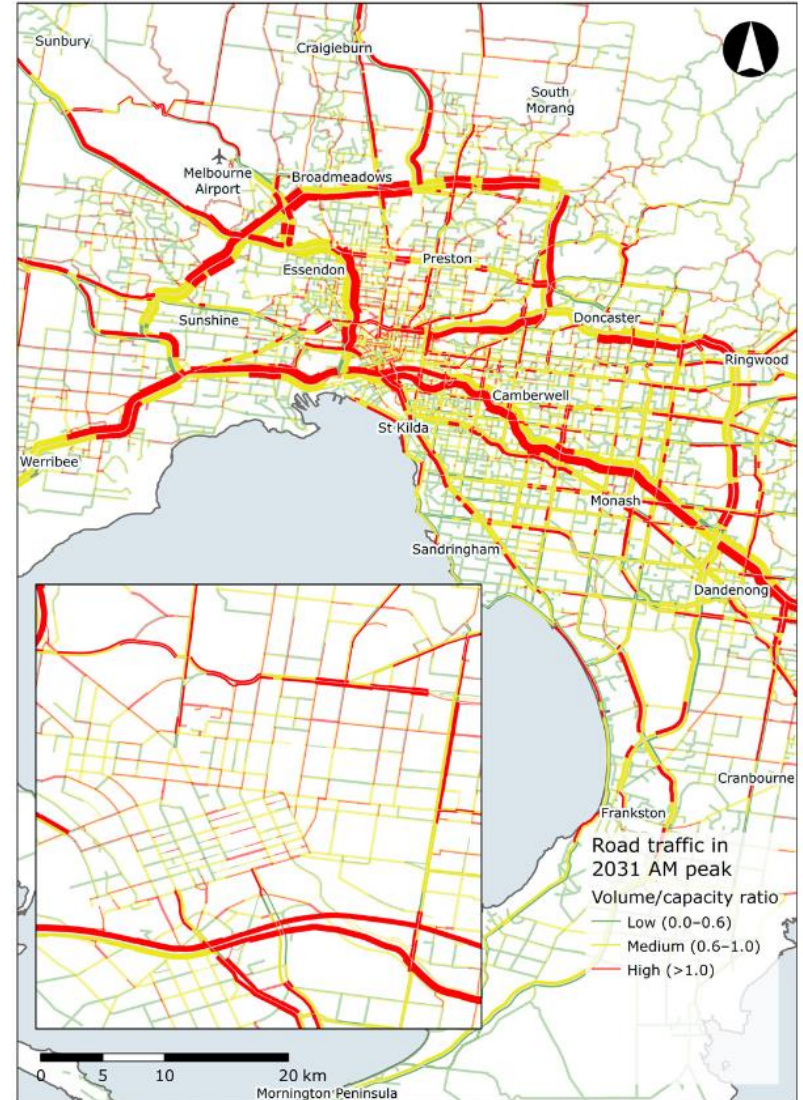 Sunbury
Craigieburn
South
Morang
Melbourne
Airport
Broadmeadows
Essendon
Preston
Sunshine
Doncaster
Ringwood
Camberwell
St Kilda
Werribee
Monash
Sandringham
Dandenong
Cranbourne
Frankston
Road traffic in
2031 AM peak
Volume/capacity ratio
Low (0.0–0.6)
Medium (0.6–1.0)
High (>1.0)
0 5 10 20 km
Mornington Peninsula